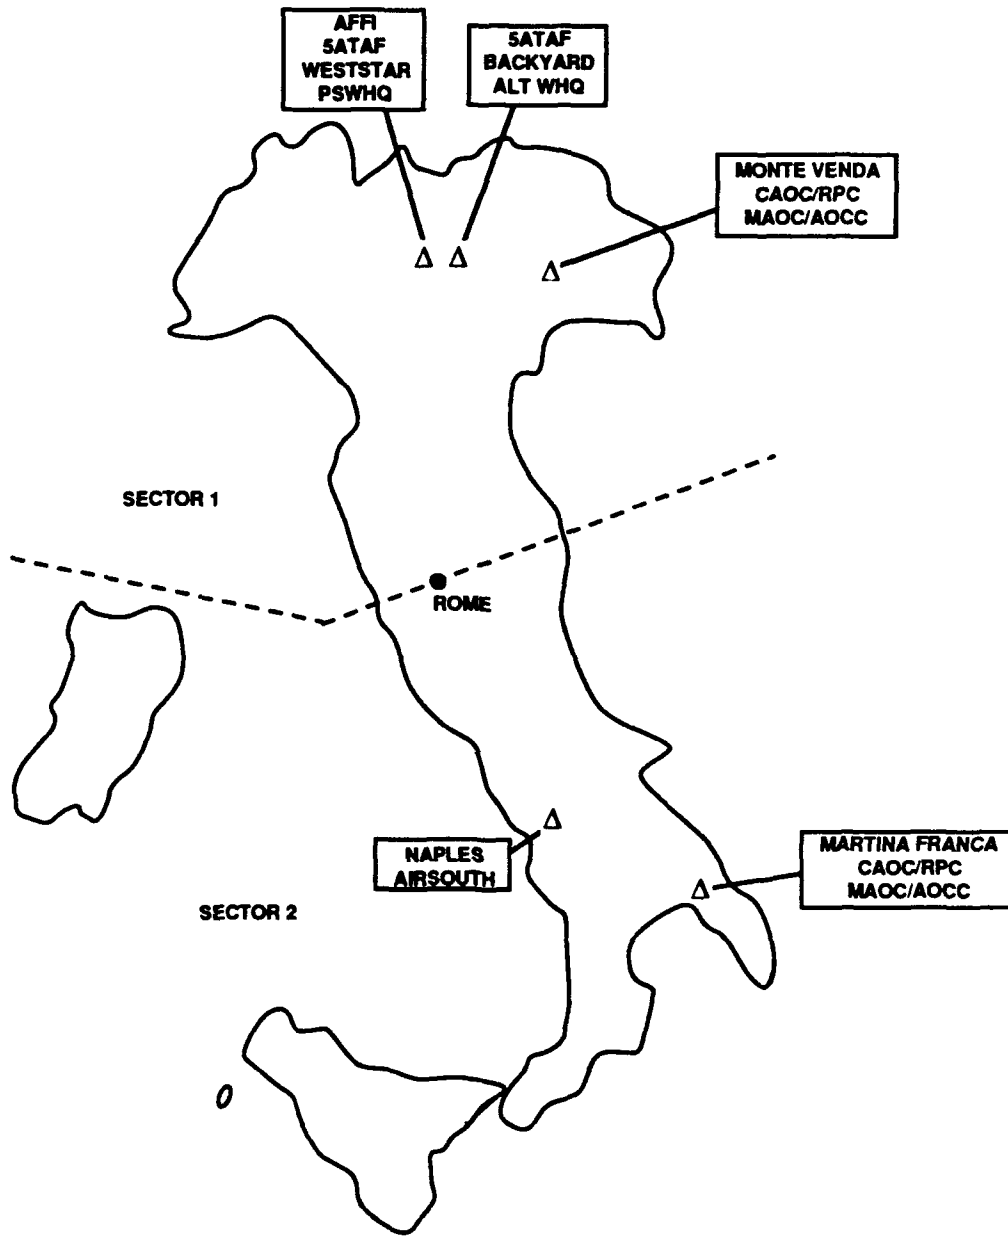 AFFI
5ATAF
WESTSTAR
PSWHQ
5ATAF
BACKYARD
ALT WHQ
MONTE VENDA
CAOC/RPC
MAOC/AOCC
SECTOR 1
ROME
NAPLES
AIRSOUTH
MARTINA FRANCA
CAOC/RPC
MAOC/AOCC
SECTOR 2